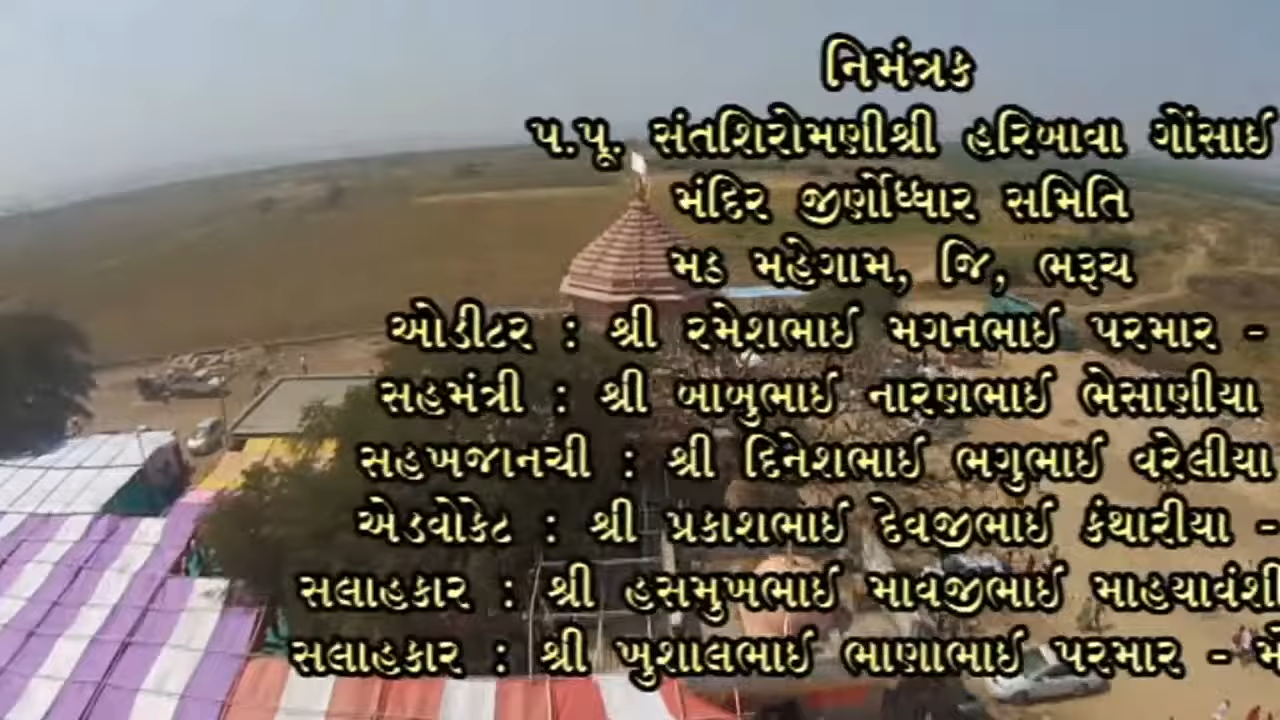 નિમંત્રક
પ.પૂ. સંતશિરોમણીશ્રી હરિબાવા ગોંસાઈ
મંદિર જીર્ણોધ્ધાર સમિતિ
મઠ મહેગામ, જિ, ભરૂચ
ઓડીટર : શ્રી રમેશભાઈ મગનભાઈ પરમાર -
સહમંત્રી : શ્રી બાબુભાઈ નારણભાઈ ભેસાણીયા
સહખજાનચી : શ્રી દિનેશભાઈ ભગુભાઈ વરેલીયા
એડવોકેટ : શ્રી પ્રકાશભાઈ દેવજીભાઈ કંથારીયા -
સલાહકાર : શ્રી હસમુખભાઈ માવજીભાઈ માહયાવંશી
સલાહકાર : શ્રી ખુશાલભાઈ ભાણાભાઈ પરમાર -